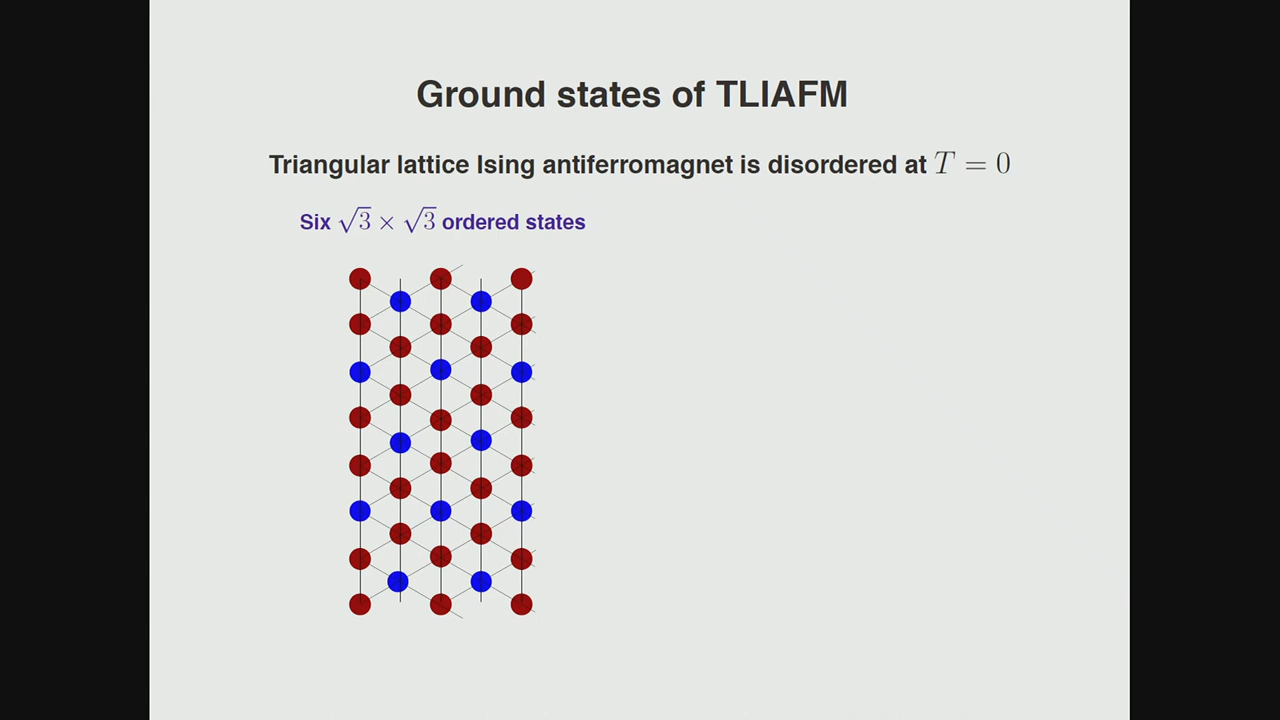 Ground states of TLIAFM
Triangular lattice Ising antiferromagnet is disordered at T = 0
Six √3 × √3 ordered states